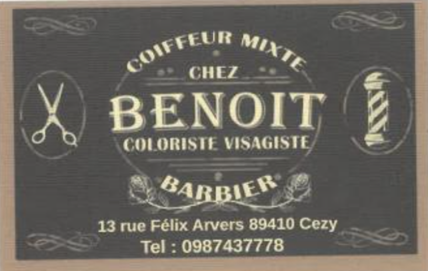 COIFFEUR MIXTE
CHEZ
BENOIT
COLORISTE VISAGISTE
BARBIER
13 rue Félix Arvers 89410 Cezy
Tel : 0987437778